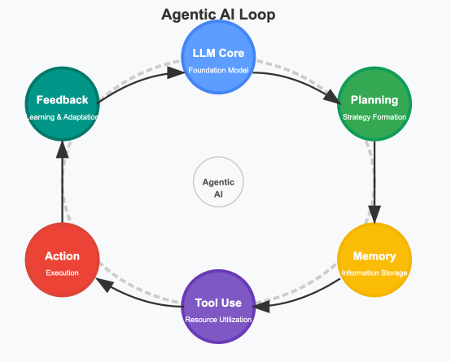 Agentic AI Loop
LLM Core
Foundation Model
Planning
Strategy Formation
Memory
Information Storage
Tool Use
Resource Utilization
Action
Execution
Feedback
Learning & Adaptation
Agentic
AI